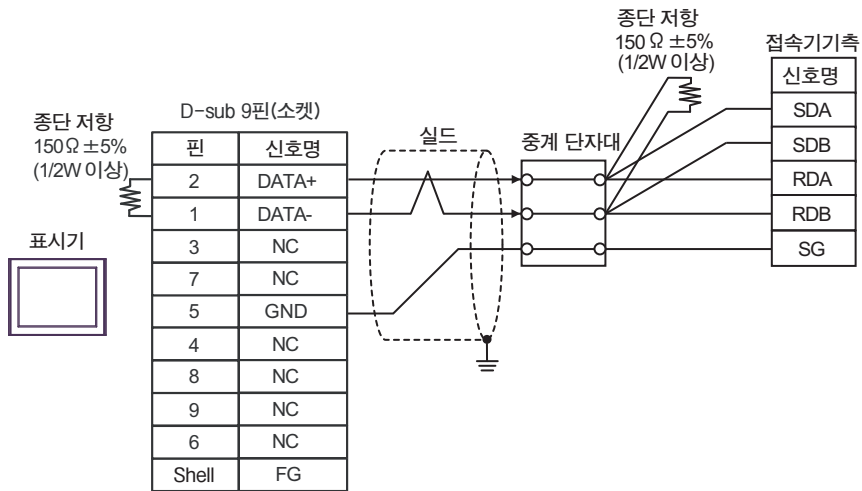 종단 저항
150 Ω ±5%
(1/2W 이상)
접속기기측
신호명
SDA
SDB
RDA
RDB
SG
종단 저항
150Ω ±5%
(1/2W 이상)
D-sub 9핀(소켓)
핀 신호명
2 DATA+
1 DATA-
3 NC
7 NC
5 GND
4 NC
8 NC
9 NC
6 NC
Shell FG
실드
중계 단자대
표시기